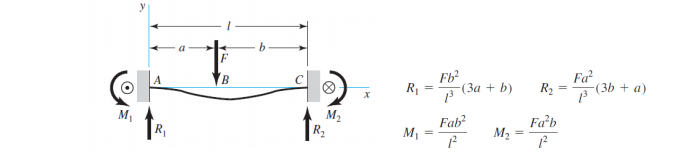 y
l
a
b
F
A
B
C
x
M₁
R₁
M₂
R₂
R₁ = Fb²/l³ (3a + b) R₂ = Fa²/l³ (3b + a)
M₁ = Fab²/l² M₂ = Fa²b/l²